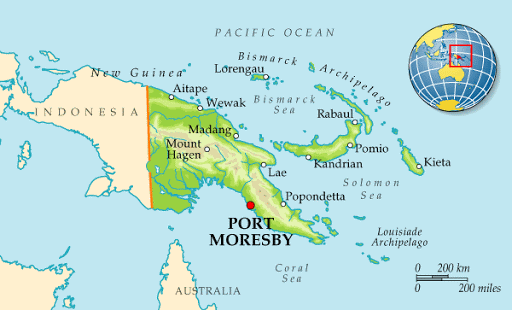 PACIFIC OCEAN
Bismarck
Archipelago
New Guinea
Lorengau
Aitape
Bismarck
Sea
Wewak
INDONESIA
Rabaul
Madang
Mount
Hagen
Pomio
Kandrian
Kieta
Lae
Solomon
Sea
Popondetta
PORT
MORESBY
Louisiade
Archipelago
Coral
Sea
0 200 km
0 200 miles
AUSTRALIA